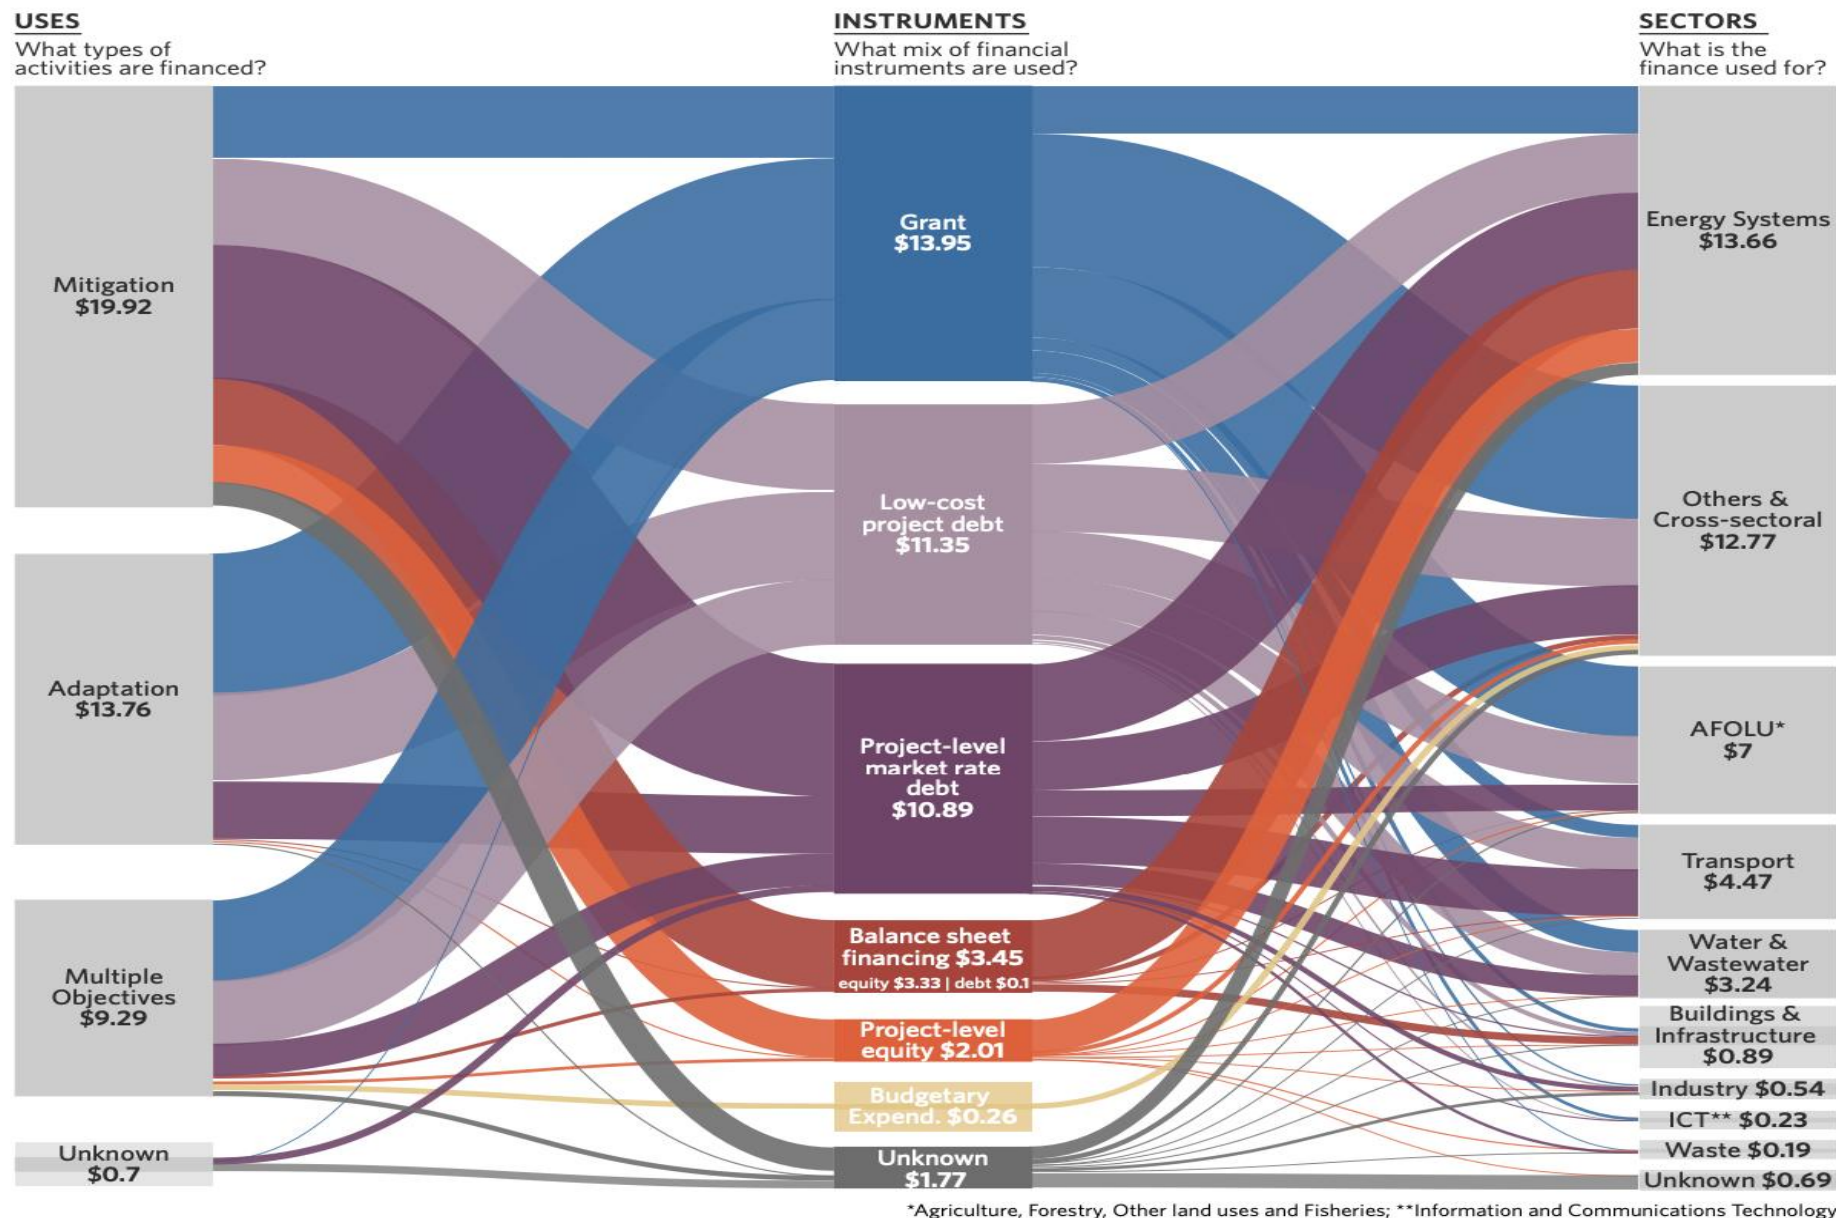 USES
What types of
activities are financed?
Mitigation
$19.92
Adaptation
$13.76
Multiple
Objectives
$9.29
Unknown
$0.7
INSTRUMENTS
What mix of financial
instruments are used?
Grant
$13.95
Low-cost
project debt
$11.35
Project-level
market rate
debt
$10.89
Balance sheet
financing $3.45
equity $3.33 | debt $0.1
Project-level
equity $2.01
Budgetary
Expend. $0.26
Unknown
$1.77
SECTORS
What is the
finance used for?
Energy Systems
$13.66
Others &
Cross-sectoral
$12.77
AFOLU*
$7
Transport
$4.47
Water &
Wastewater
$3.24
Buildings &
Infrastructure
$0.89
Industry $0.54
ICT** $0.23
Waste $0.19
Unknown $0.69
*Agriculture, Forestry, Other land uses and Fisheries; **Information and Communications Technology